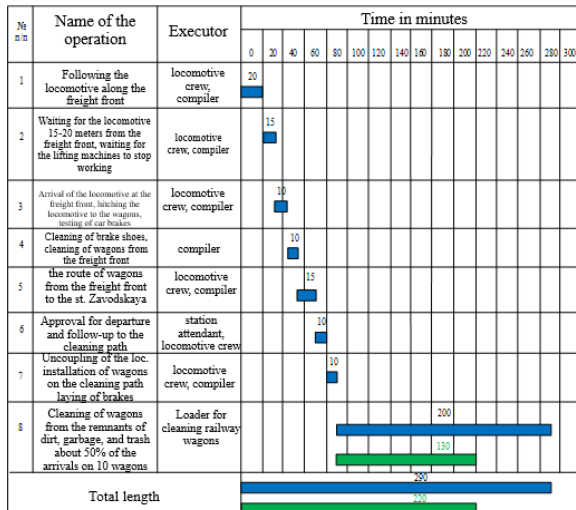 №
п/п
Name of the
operation
Executor
Time in minutes
0 20 40 60 80 100 120 140 160 180 200 220 120 140 160 180 200 220 280 300
1
Following the
locomotive along the
freight front
locomotive
crew,
compiler
20
2
Waiting for the locomotive
15-20 meters from the
freight front, waiting for
the lifting machines to stop
working
locomotive
crew, compiler
15
3
Arrival of the locomotive at the
freight front, hitching the
locomotive to the wagons,
testing of car brakes
locomotive
crew, compiler
10
4
Cleaning of brake shoes,
cleaning of wagons from
the freight front
compiler
10
5
the route of wagons
from the freight front
to the st. Zavodskaya
locomotive
crew, compiler
15
6
Approval for departure
and follow-up to the
cleaning path
station
attendant,
locomotive crew
10
7
Uncoupling of the loc.
installation of wagons
on the cleaning path
laying of brakes
locomotive
crew, compiler
10
8
Cleaning of wagons
from the remnants of
dirt, garbage, and trash
about 50% of the
arrivals on 10 wagons
Loader for
cleaning railway
wagons
200
130
Total length
290
220